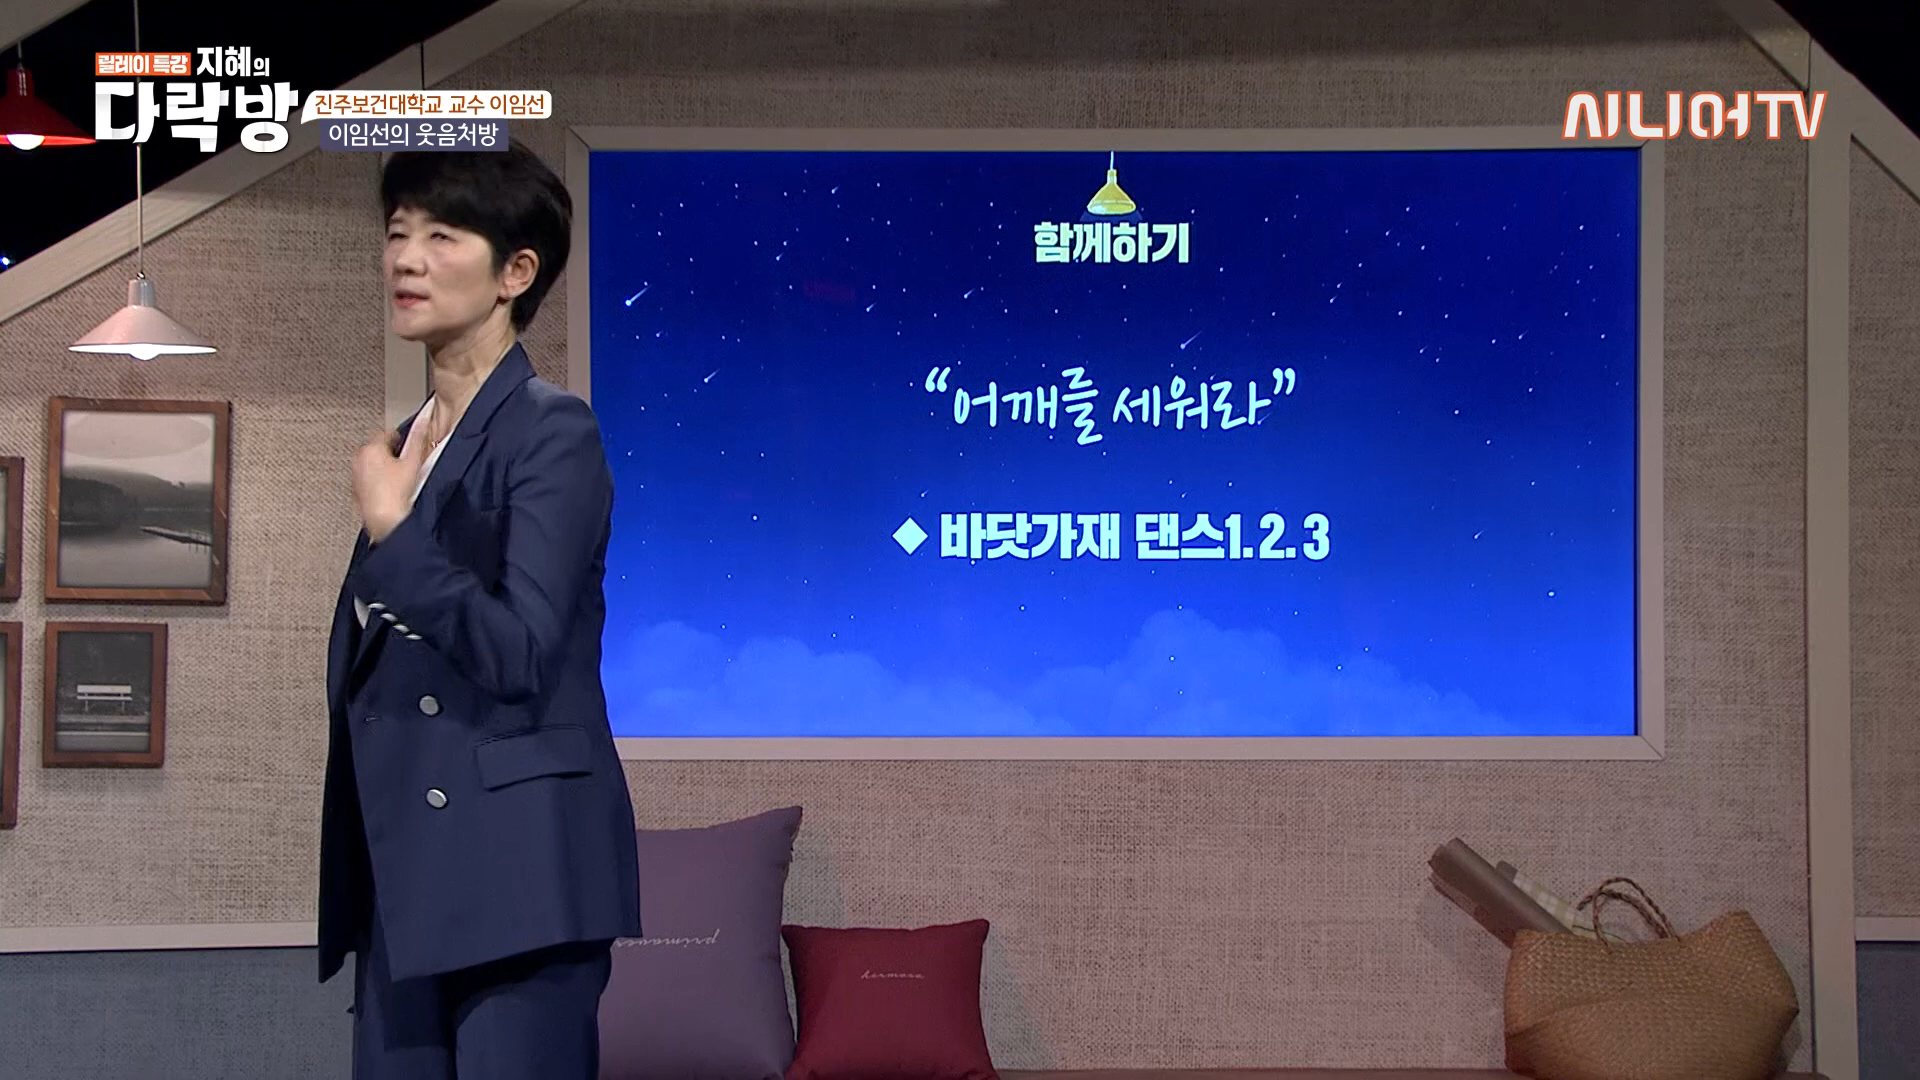 릴레이 특강 지혜의
다락방
진주보건대학교 교수 이임선
이임선의 웃음처방
시니어TV
함께하기
“어깨를 세워라”
◆ 바닷가재 댄스1.2.3
primavera
hermosa